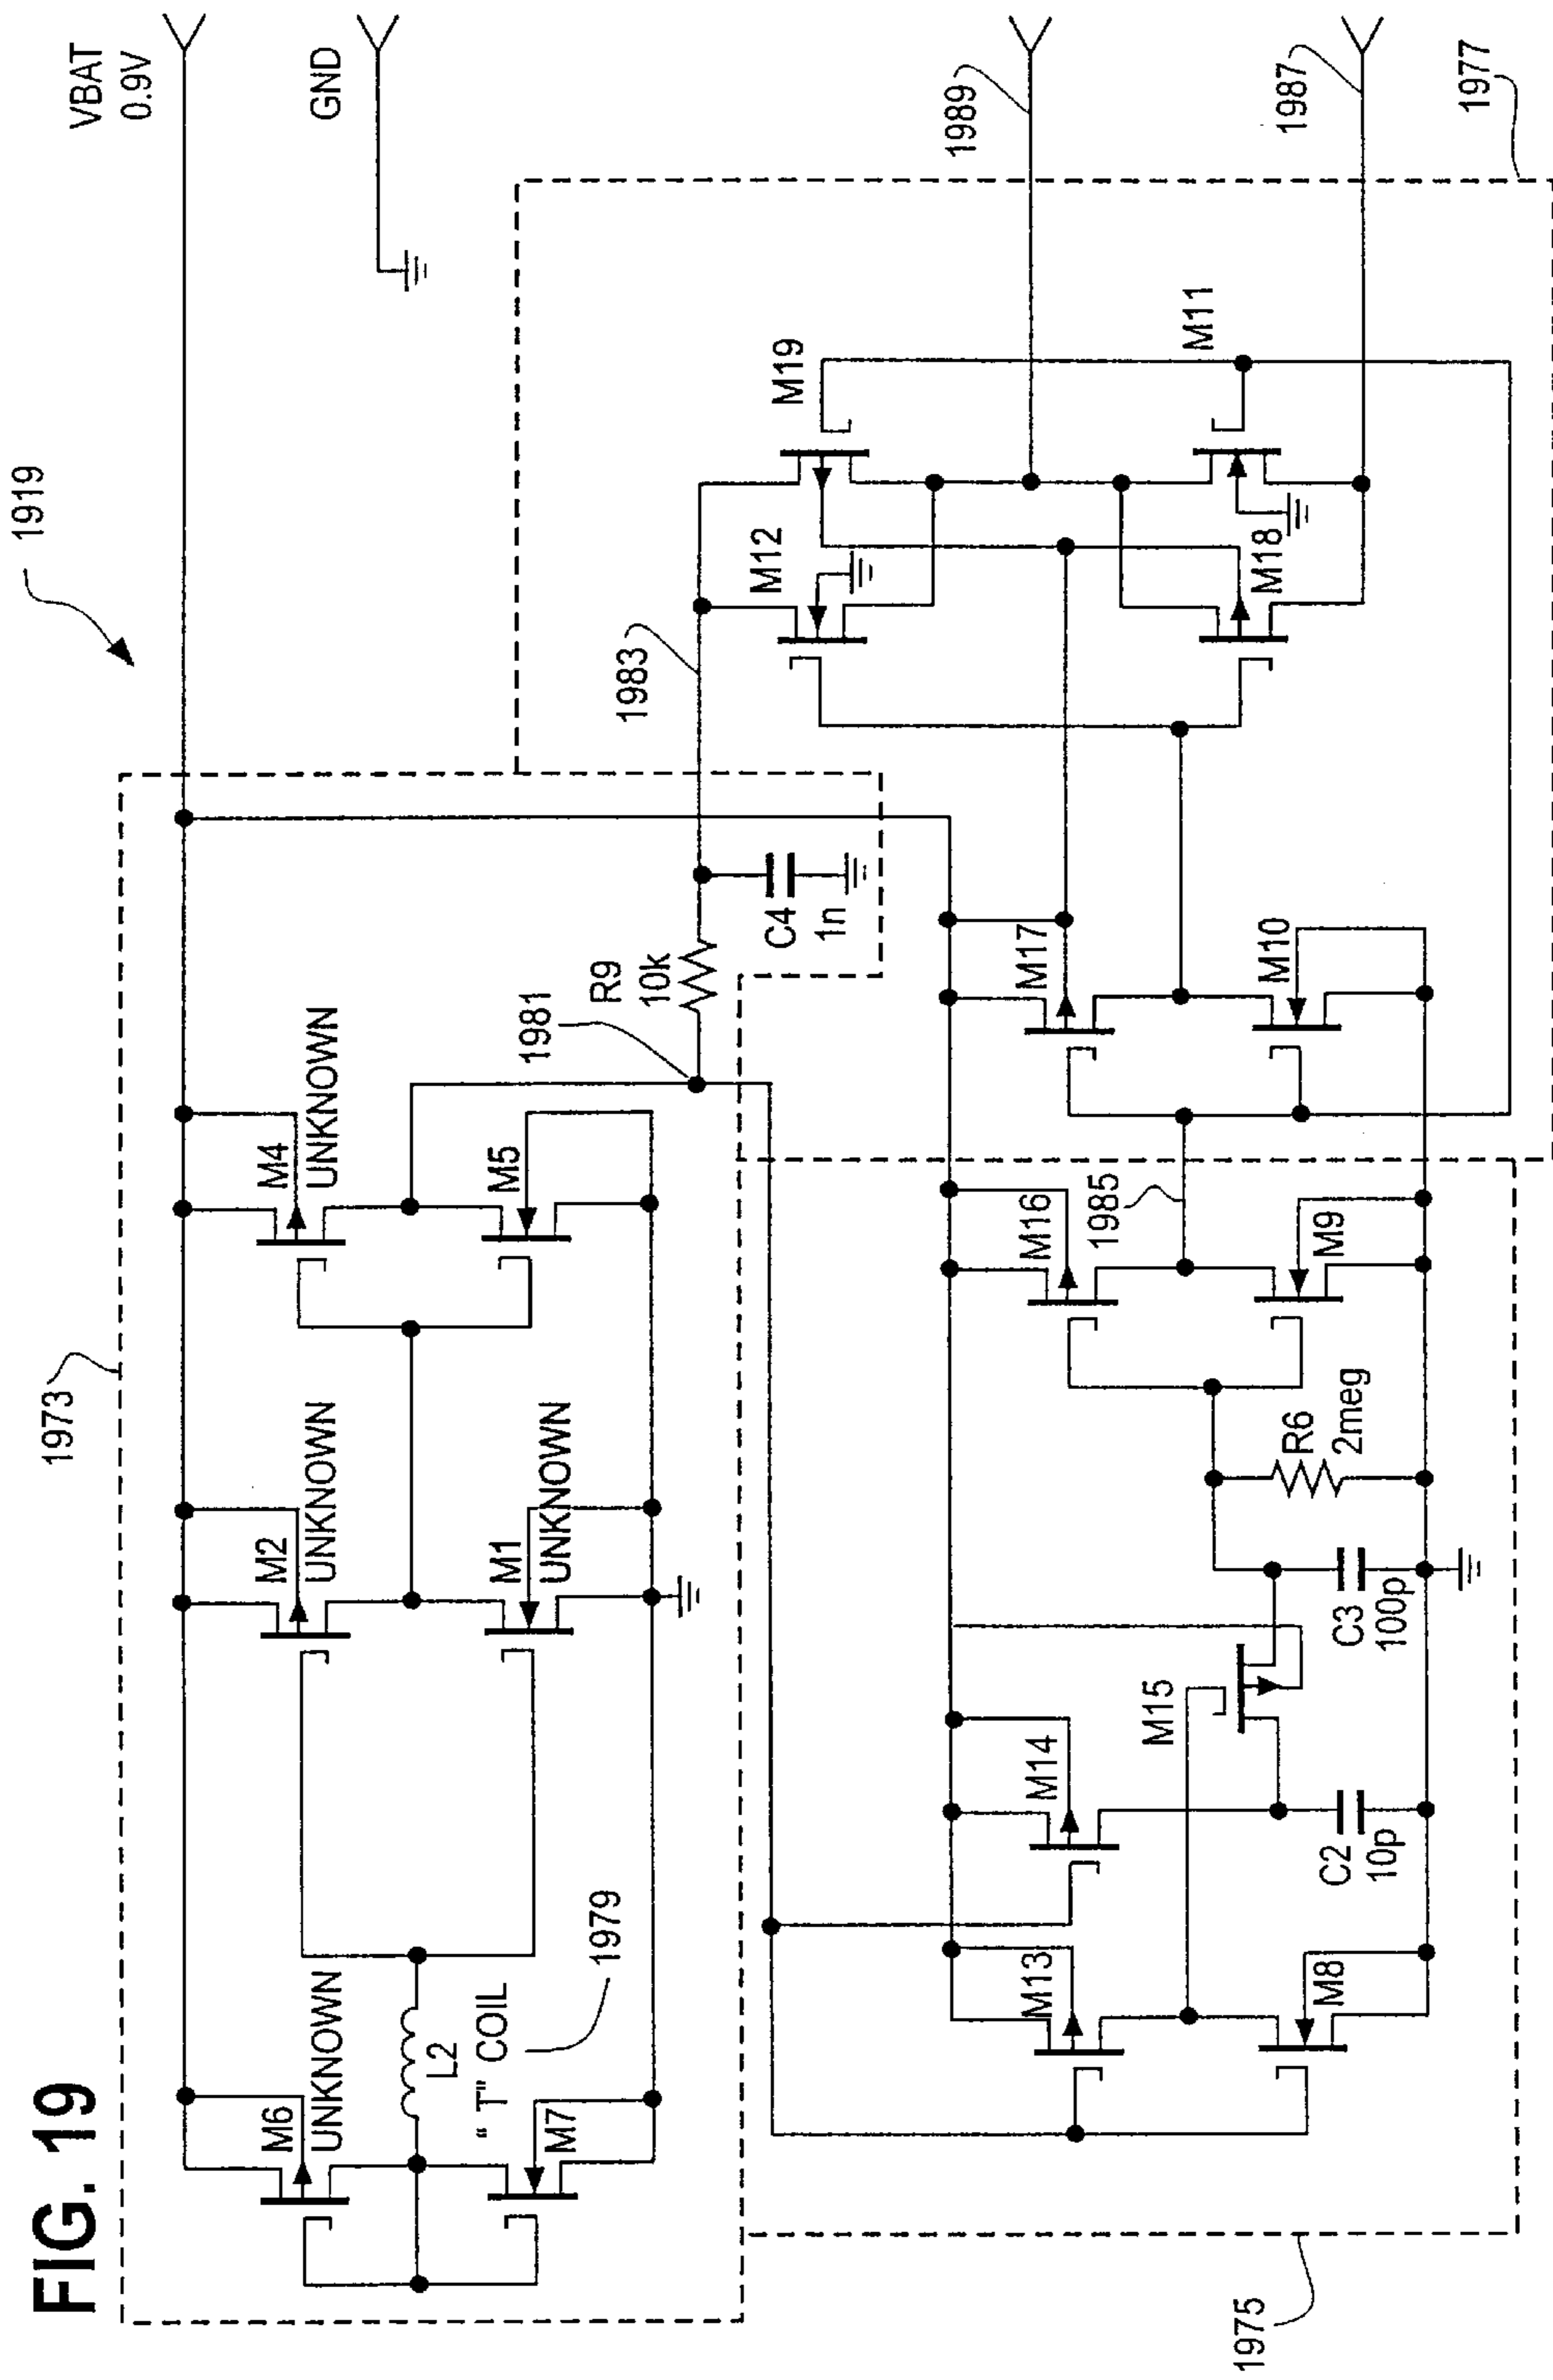 FIG. 19
1919
VBAT
0.9V
GND
1973
M6
UNKNOWN
M2
UNKNOWN
M4
UNKNOWN
L2
“T” COIL
1979
M7
M1
UNKNOWN
M5
1981
R9
10k
C4
1n
1983
M12
M19
M18
M11
1989
1987
1977
M13
M8
M14
C2
10p
M15
C3
100p
R6
2meg
M16
M9
1985
M17
M10
1975